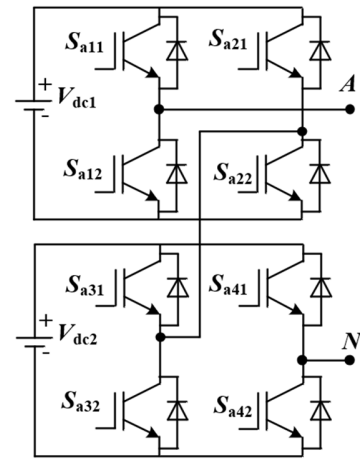 Sa11
Sa21
A
+
Vdc1
-
Sa12
Sa22
Sa31
Sa41
+
Vdc2
-
N
Sa32
Sa42